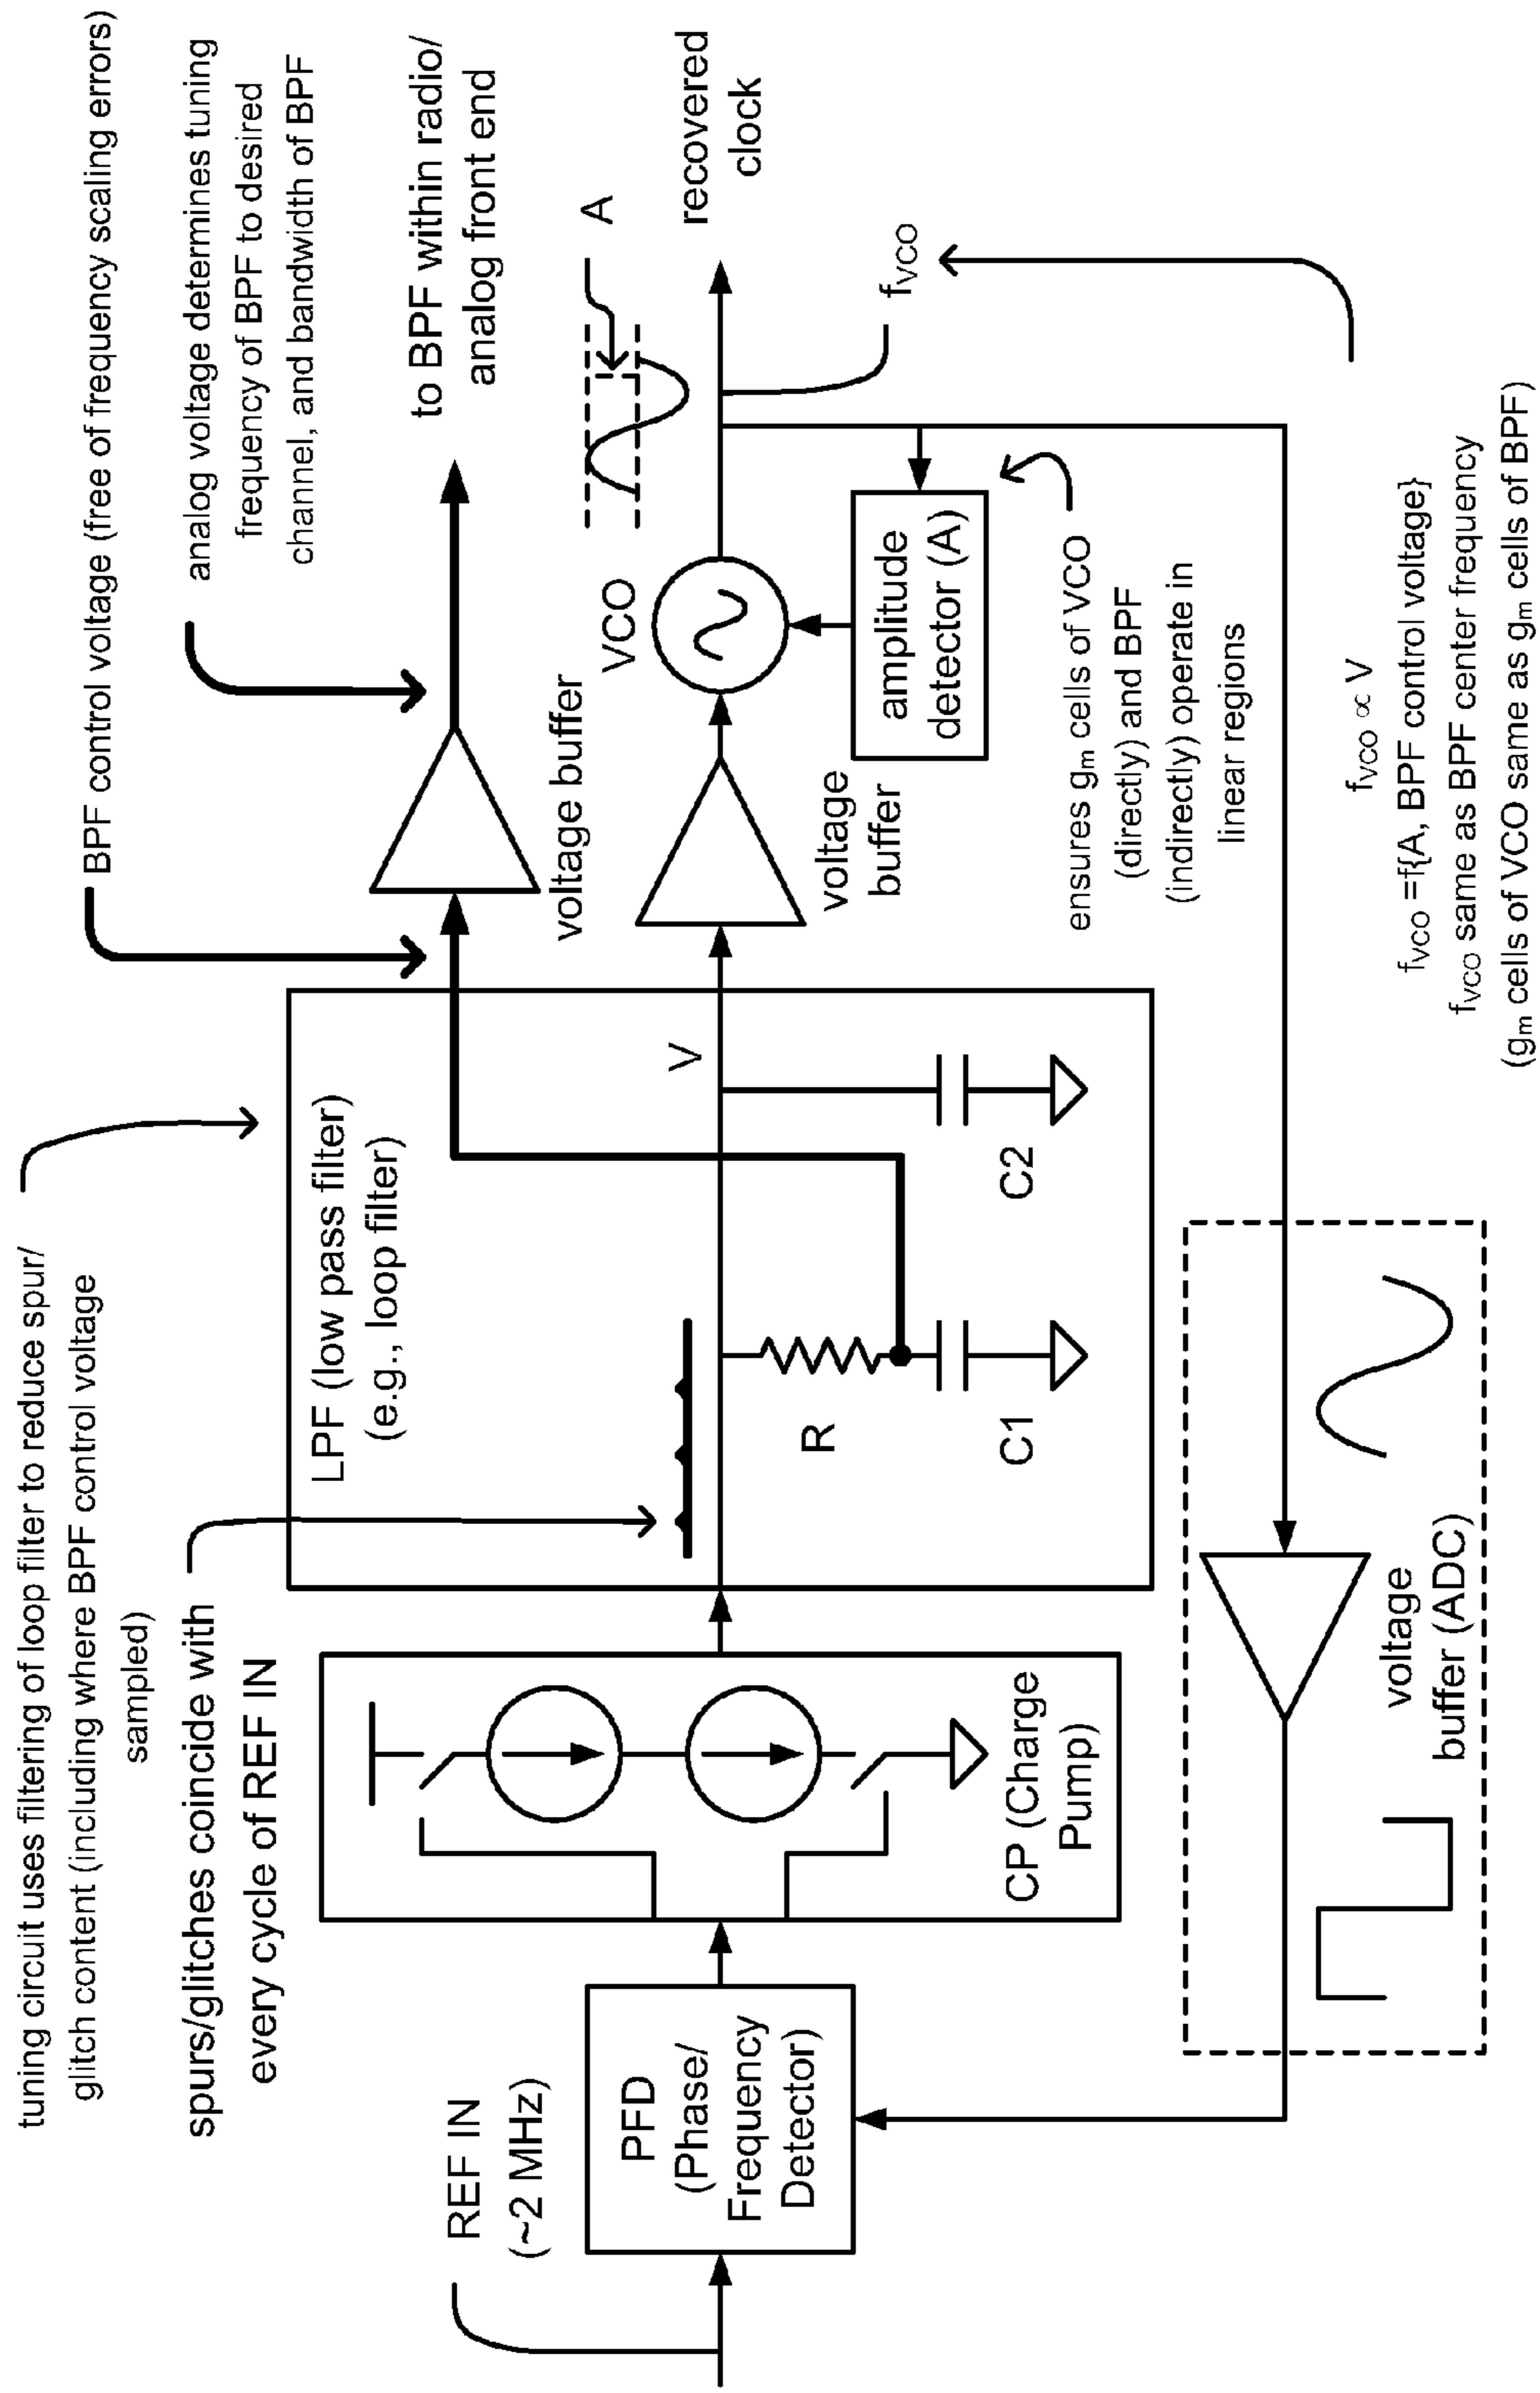 tuning circuit uses filtering of loop filter to reduce spur/
glitch content (including where BPF control voltage
sampled)
BPF control voltage (free of frequency scaling errors)
spurs/glitches coincide with
every cycle of REF IN
analog voltage determines tuning
frequency of BPF to desired
channel, and bandwidth of BPF
REF IN
(~2 MHz)
LPF (low pass filter)
(e.g., loop filter)
to BPF within radio/
analog front end
voltage buffer
A
PFD
(Phase/
Frequency
Detector)
CP (Charge
Pump)
R
C1
C2
V
voltage
buffer
VCO
recovered
clock
amplitude
detector (A)
fVCO
ensures gm cells of VCO
(directly) and BPF
(indirectly) operate in
linear regions
voltage
buffer (ADC)
fVCO ∝ V
fVCO =f{A, BPF control voltage}
fVCO same as BPF center frequency
(gm cells of VCO same as gm cells of BPF)